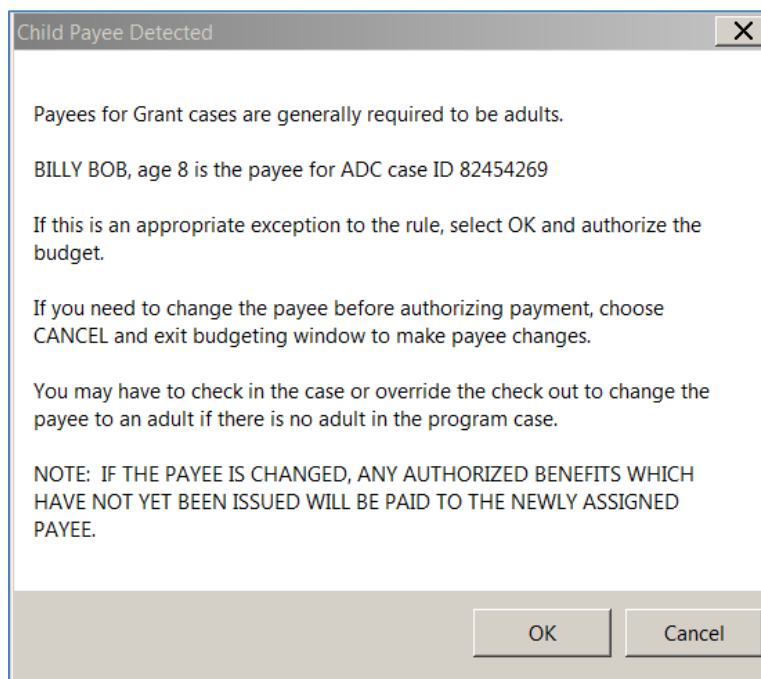 Child Payee Detected
Payees for Grant cases are generally required to be adults.
BILLY BOB, age 8 is the payee for ADC case ID 82454269
If this is an appropriate exception to the rule, select OK and authorize the
budget.
If you need to change the payee before authorizing payment, choose
CANCEL and exit budgeting window to make payee changes.
You may have to check in the case or override the check out to change the
payee to an adult if there is no adult in the program case.
NOTE: IF THE PAYEE IS CHANGED, ANY AUTHORIZED BENEFITS WHICH
HAVE NOT YET BEEN ISSUED WILL BE PAID TO THE NEWLY ASSIGNED
PAYEE.
OK Cancel